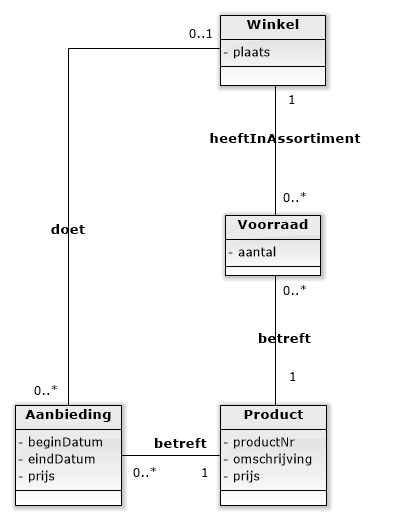 Winkel
0..1
- plaats
1
heeftInAssortiment
0..*
Voorraad
doet
- aantal
0..*
betreft
1
0..*
Aanbieding
- beginDatum
- eindDatum
- prijs
betreft
0..*
1
Product
- productNr
- omschrijving
- prijs